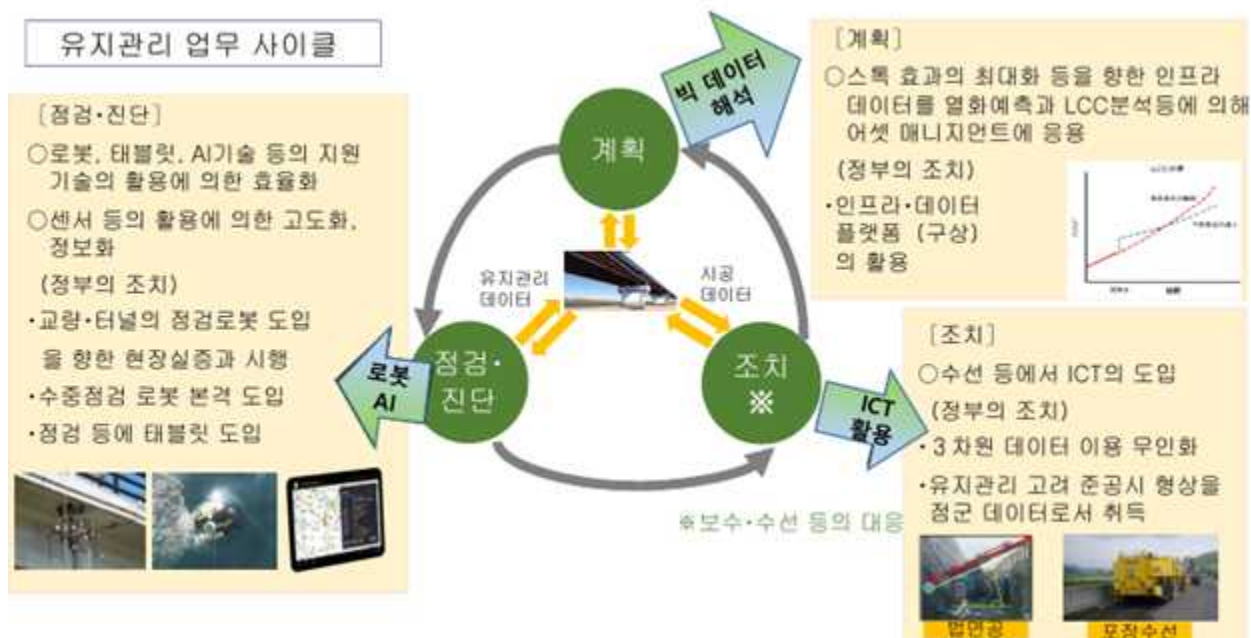 유지관리 업무 사이클
[점검·진단]
○로봇, 태블릿, AI기술 등의 지원
기술의 활용에 의한 효율화
○센서 등의 활용에 의한 고도화,
정보화
(정부의 조치)
·교량·터널의 점검로봇 도입
을 향한 현장실증과 시행
·수중점검 로봇 본격 도입
·점검 등에 태블릿 도입
계획
빅 데이터
해석
유지관리
데이터
시공
데이터
점검·
진단
로봇
AI
조치
※
ICT
활용
※보수·수선 등의 대응
[계획]
○스톡 효과의 최대화 등을 향한 인프라
데이터를 열화예측과 LCC분석등에 의해
어셋 매니지먼트에 응용
(정부의 조치)
·인프라·데이터
플랫폼 (구상)
의 활용
[조치]
○수선 등에서 ICT의 도입
(정부의 조치)
·3차원 데이터 이용 무인화
·유지관리 고려 준공시 형상을
점군 데이터로서 취득
법면공
포장수선